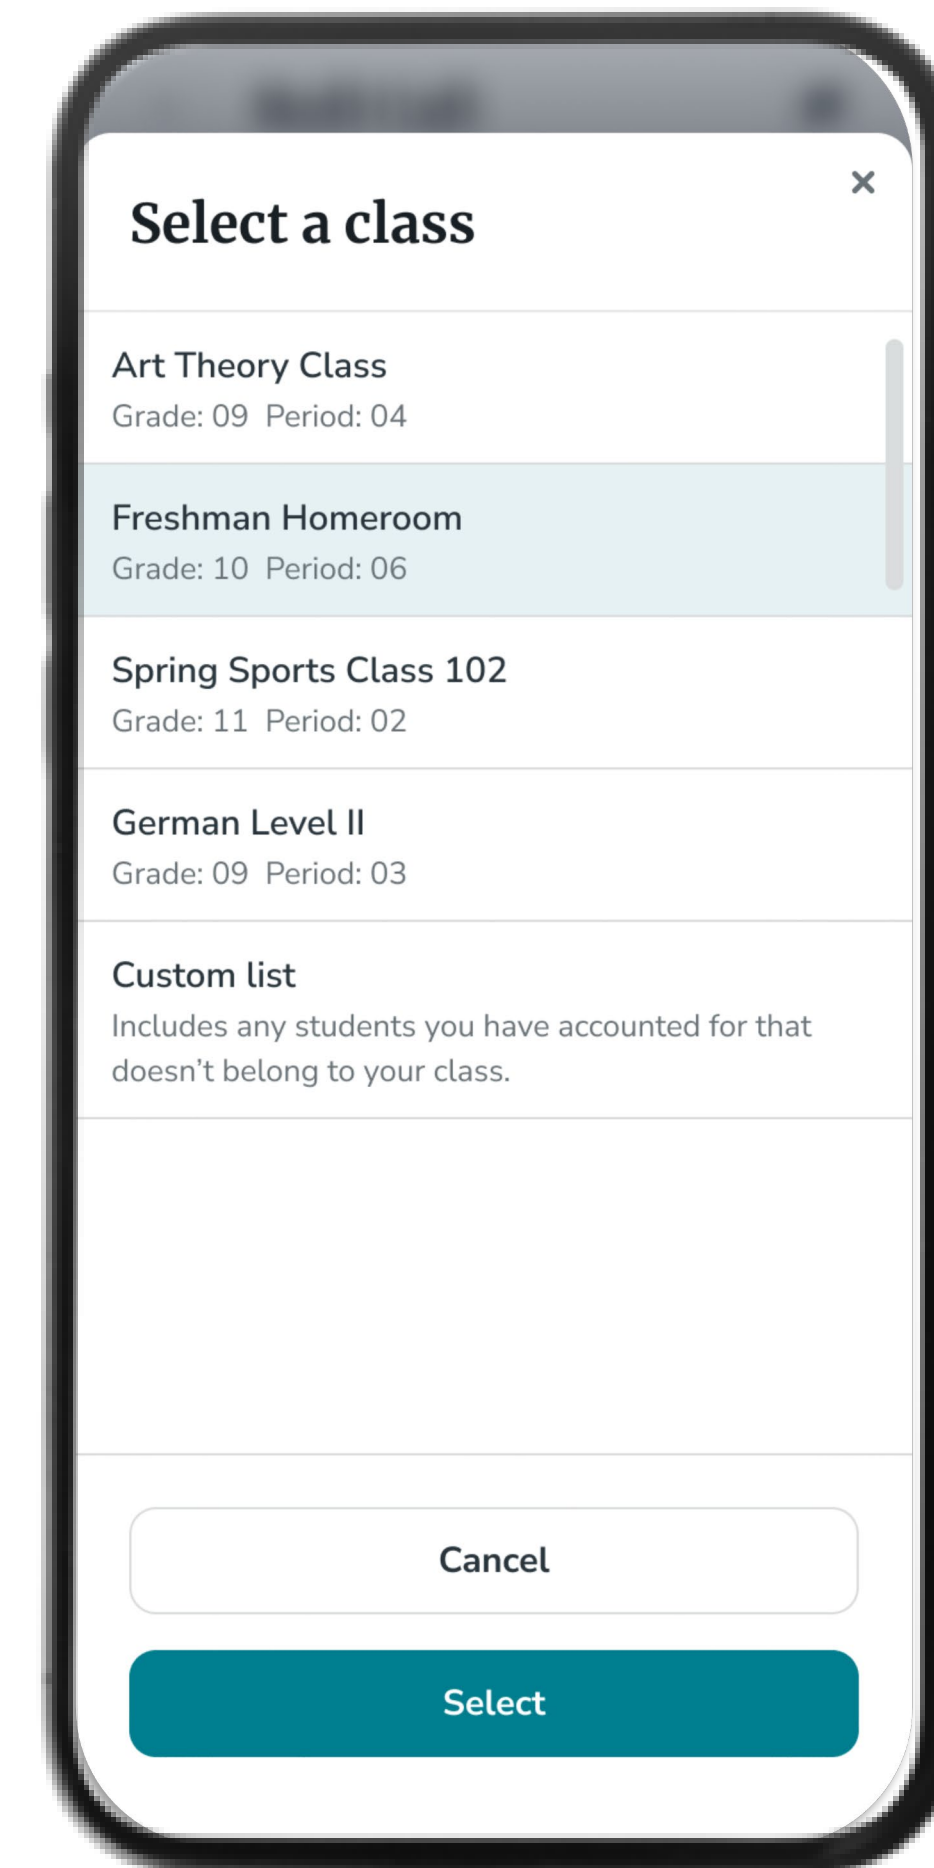 Select a class
Art Theory Class
Grade: 09 Period: 04
Freshman Homeroom
Grade: 10 Period: 06
Spring Sports Class 102
Grade: 11 Period: 02
German Level II
Grade: 09 Period: 03
Custom list
Includes any students you have accounted for that
doesn’t belong to your class.
Cancel
Select